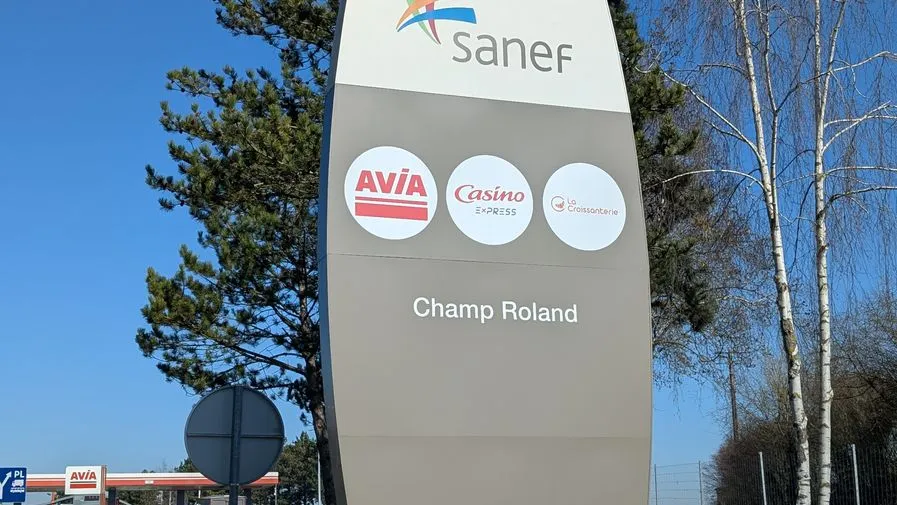 sanef
AVIA
Casino
EXPRESS
La
Croissanterie
Champ Roland
PL
AVIA